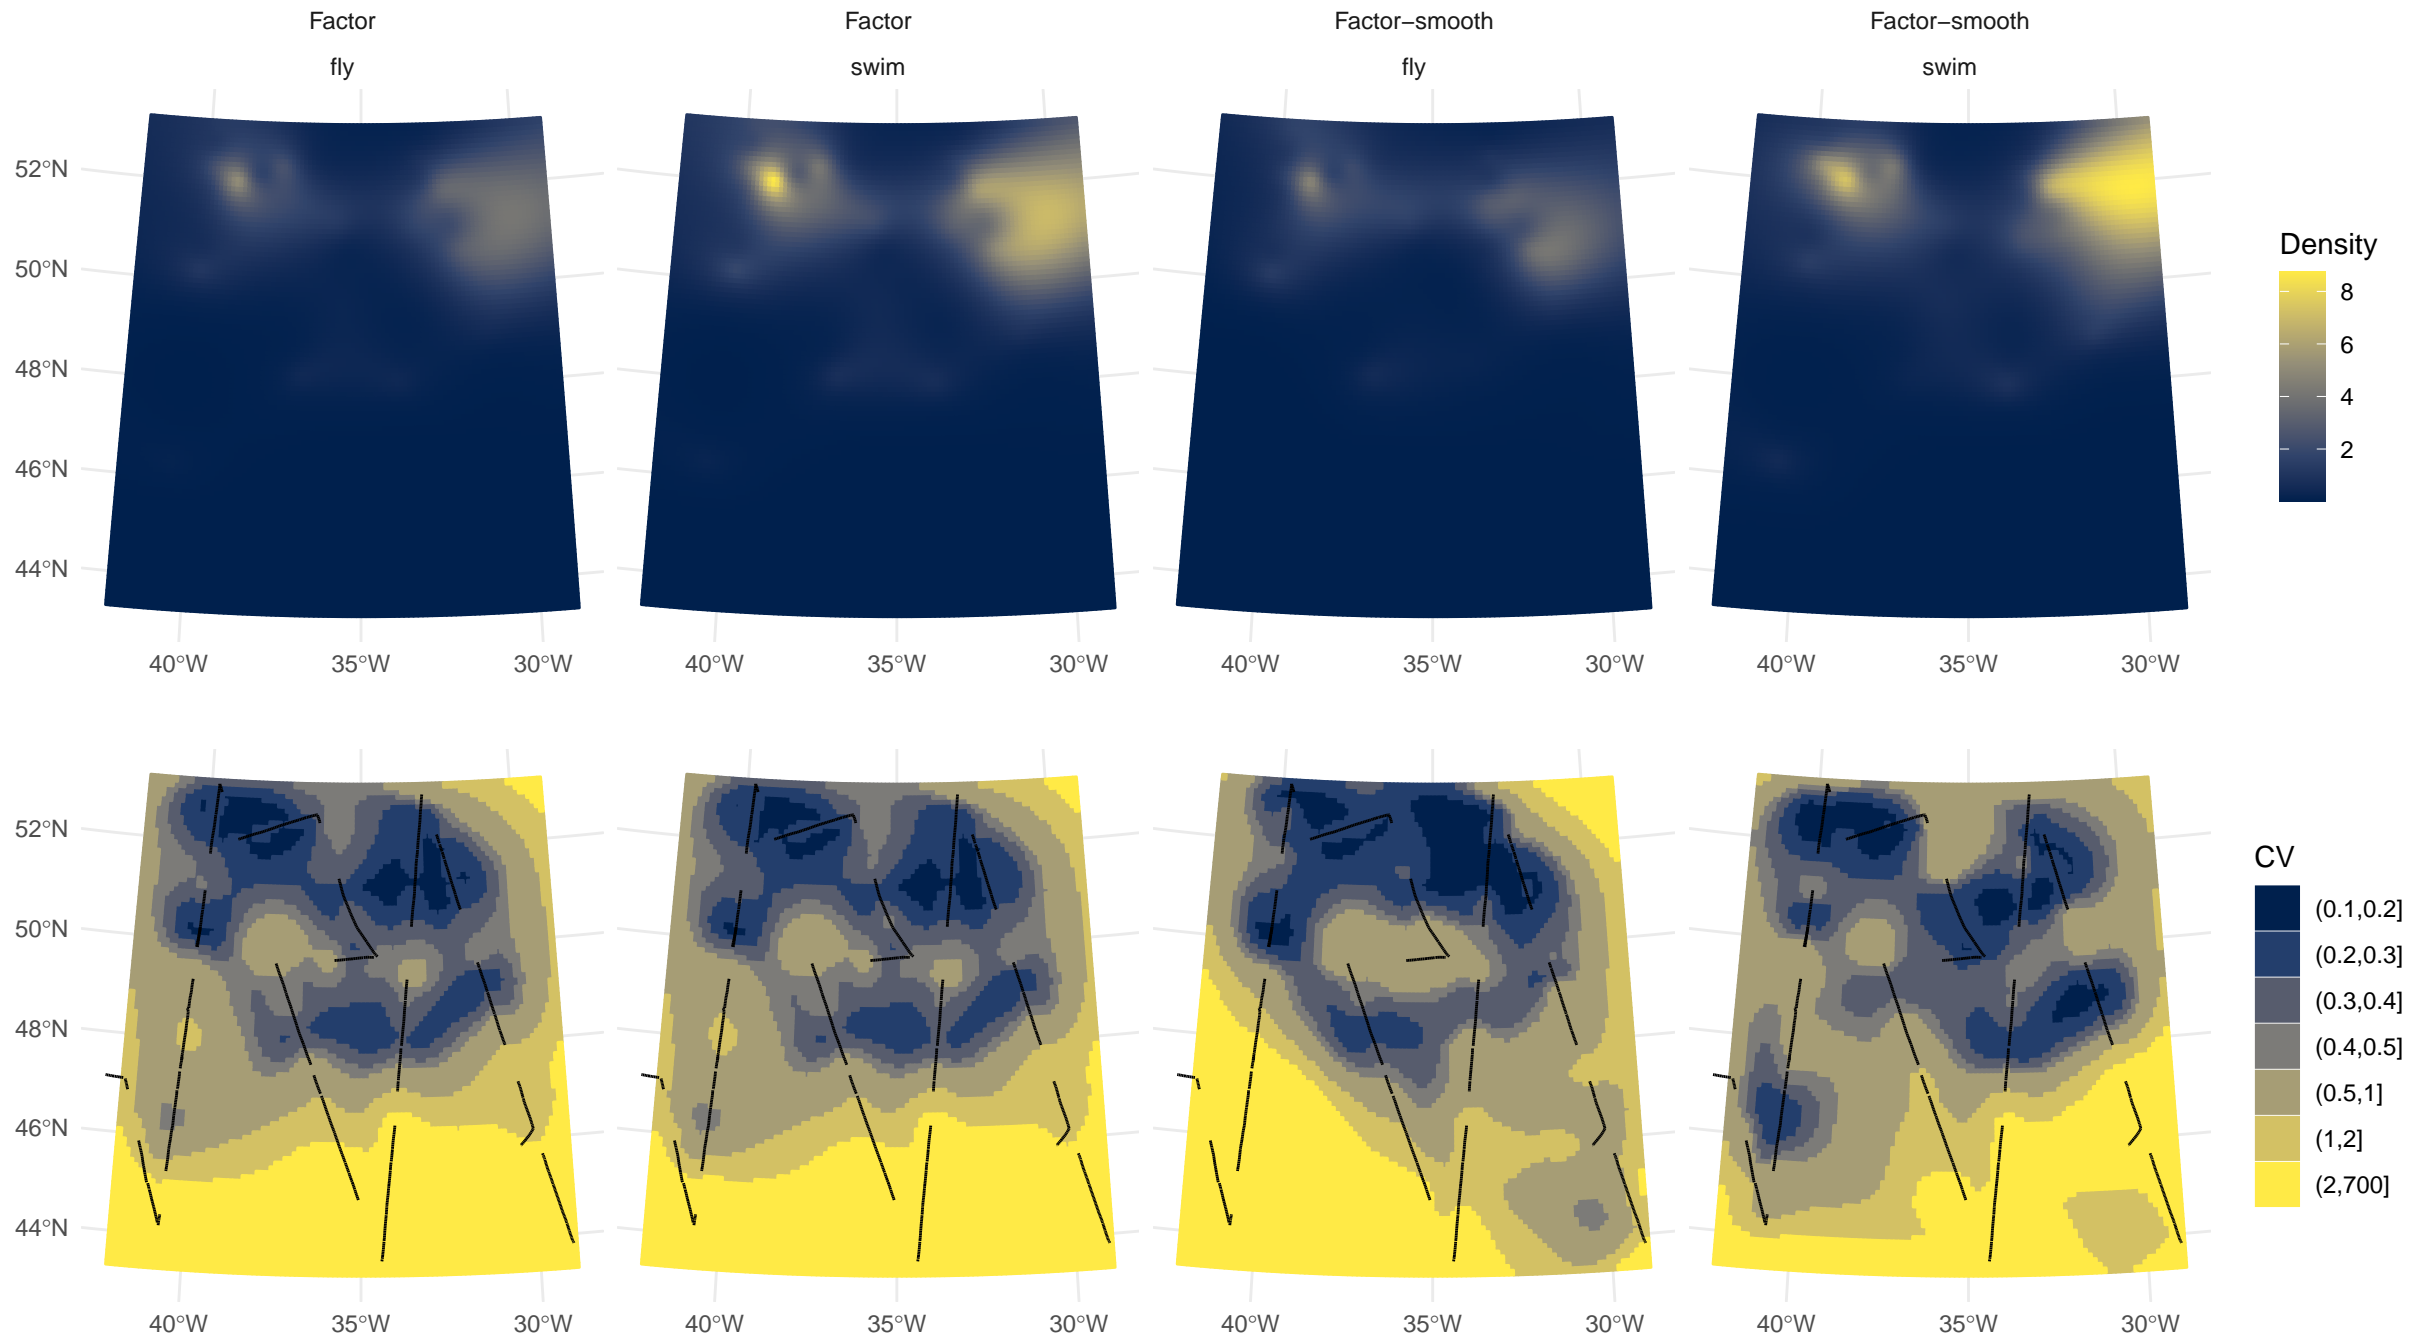 Factor Factor Factor−smooth Factor−smooth
fly swim fly swim
52°N
50°N
48°N
46°N
44°N
40°W 35°W 30°W 40°W 35°W 30°W 40°W 35°W 30°W 40°W 35°W 30°W
Density
8
6
4
2
52°N
50°N
48°N
46°N
44°N
40°W 35°W 30°W 40°W 35°W 30°W 40°W 35°W 30°W 40°W 35°W 30°W
CV
(0.1,0.2]
(0.2,0.3]
(0.3,0.4]
(0.4,0.5]
(0.5,1]
(1,2]
(2,700]